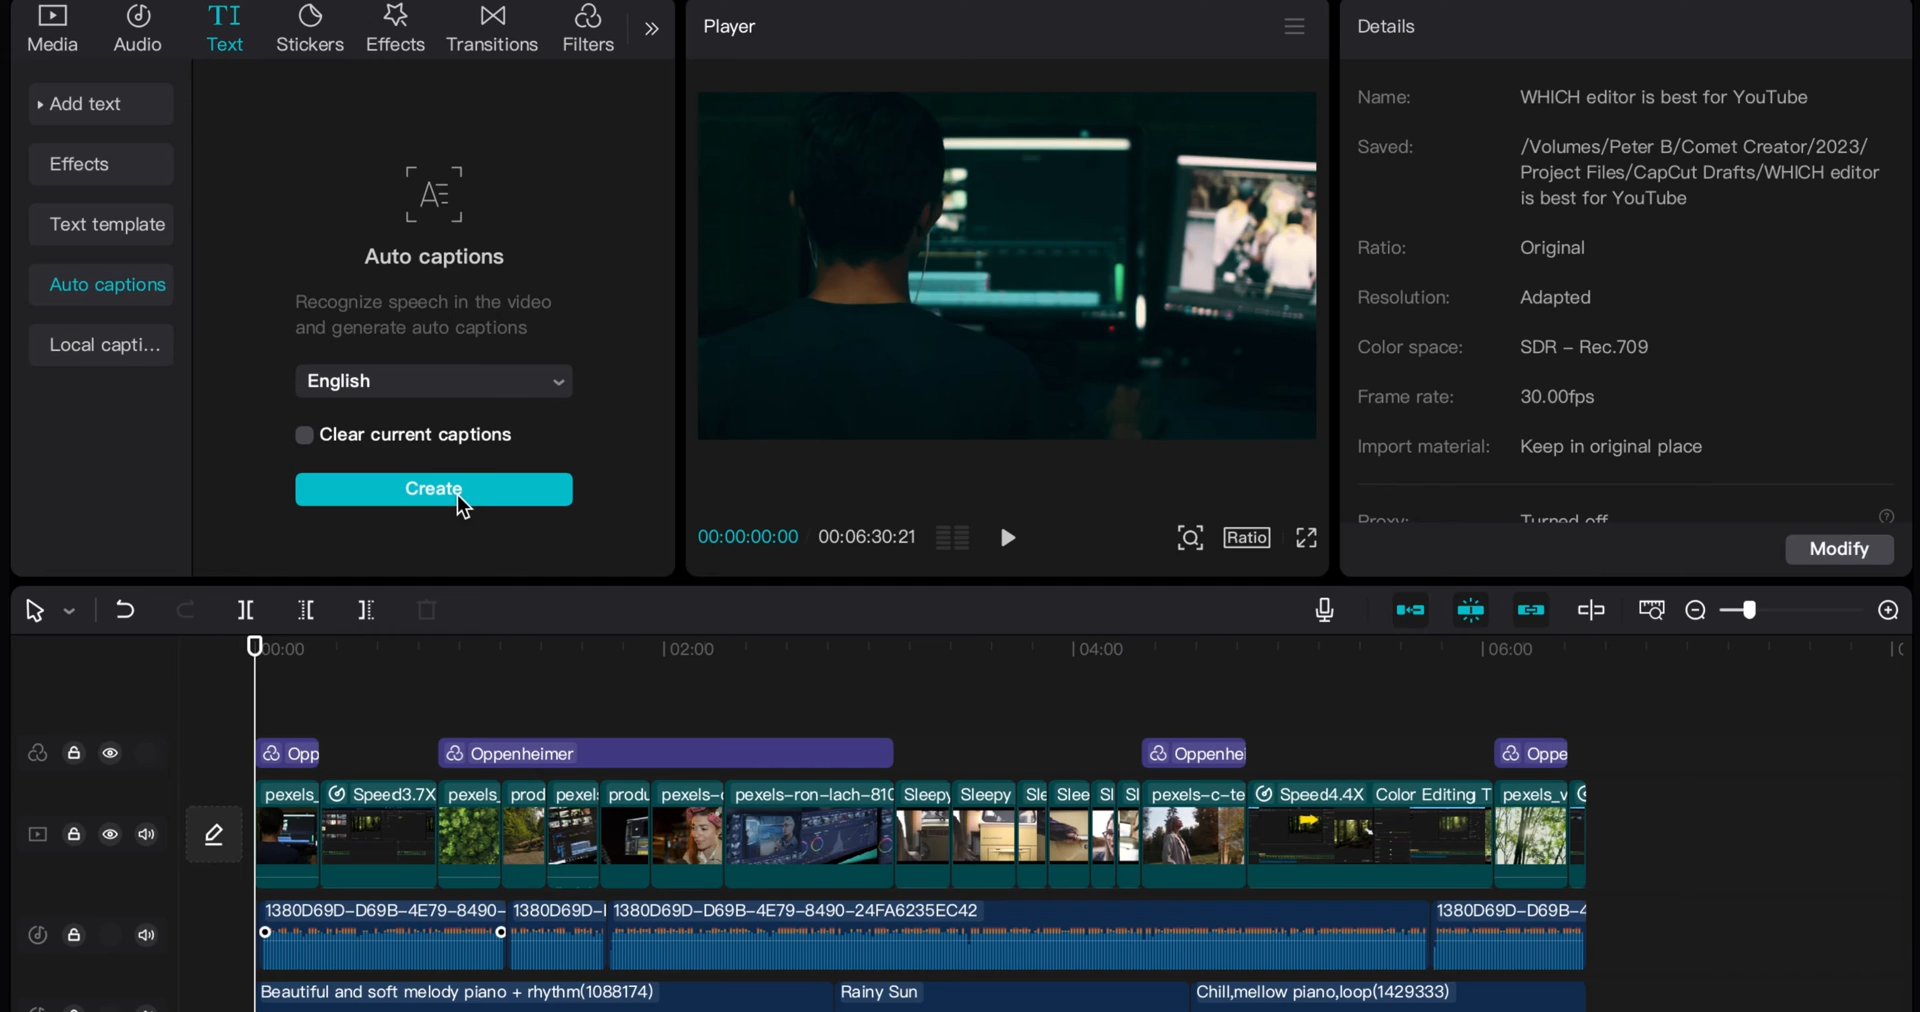 Media
Audio
TI
Text
Stickers
Effects
Transitions
Filters
Add text
Effects
Text template
Auto captions
Local capti...
AE
Auto captions
Recognize speech in the video
and generate auto captions
English
Clear current captions
Create
Player
00:00:00:00
00:06:30:21
Ratio
Details
Name:
WHICH editor is best for YouTube
Saved:
/Volumes/Peter B/Comet Creator/2023/
Project Files/CapCut Drafts/WHICH editor
is best for YouTube
Ratio:
Original
Resolution:
Adapted
Color space:
SDR – Rec.709
Frame rate:
30.00fps
Import material:
Keep in original place
Proxy:
Turned off
Modify
00:00
02:00
04:00
06:00
Opp
Oppenheimer
Oppenhei
Oppe
pexels_
Speed3.7X
pexels_
prod
pexel
produ
pexels-
pexels-ron-lach-810
Sleepy
Sleepy
Sle
Slee
Sl
Sl
pexels-c-te
Speed4.4X
Color Editing T
pexels_v
1380D69D-D69B-4E79-8490-
1380D69D-
1380D69D-D69B-4E79-8490-24FA6235EC42
1380D69D-D69B-4
Beautiful and soft melody piano + rhythm(1088174)
Rainy Sun
Chill,mellow piano,loop(1429333)